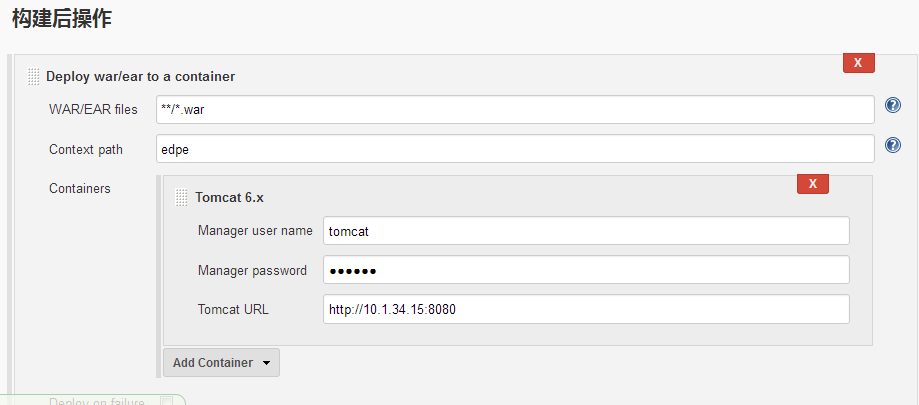 构建后操作
X
Deploy war/ear to a container
WAR/EAR files **/*.war
Context path edpe
Containers
X
Tomcat 6.x
Manager user name tomcat
Manager password ●●●●●●
Tomcat URL http://10.1.34.15:8080
Add Container
Deploy on failure